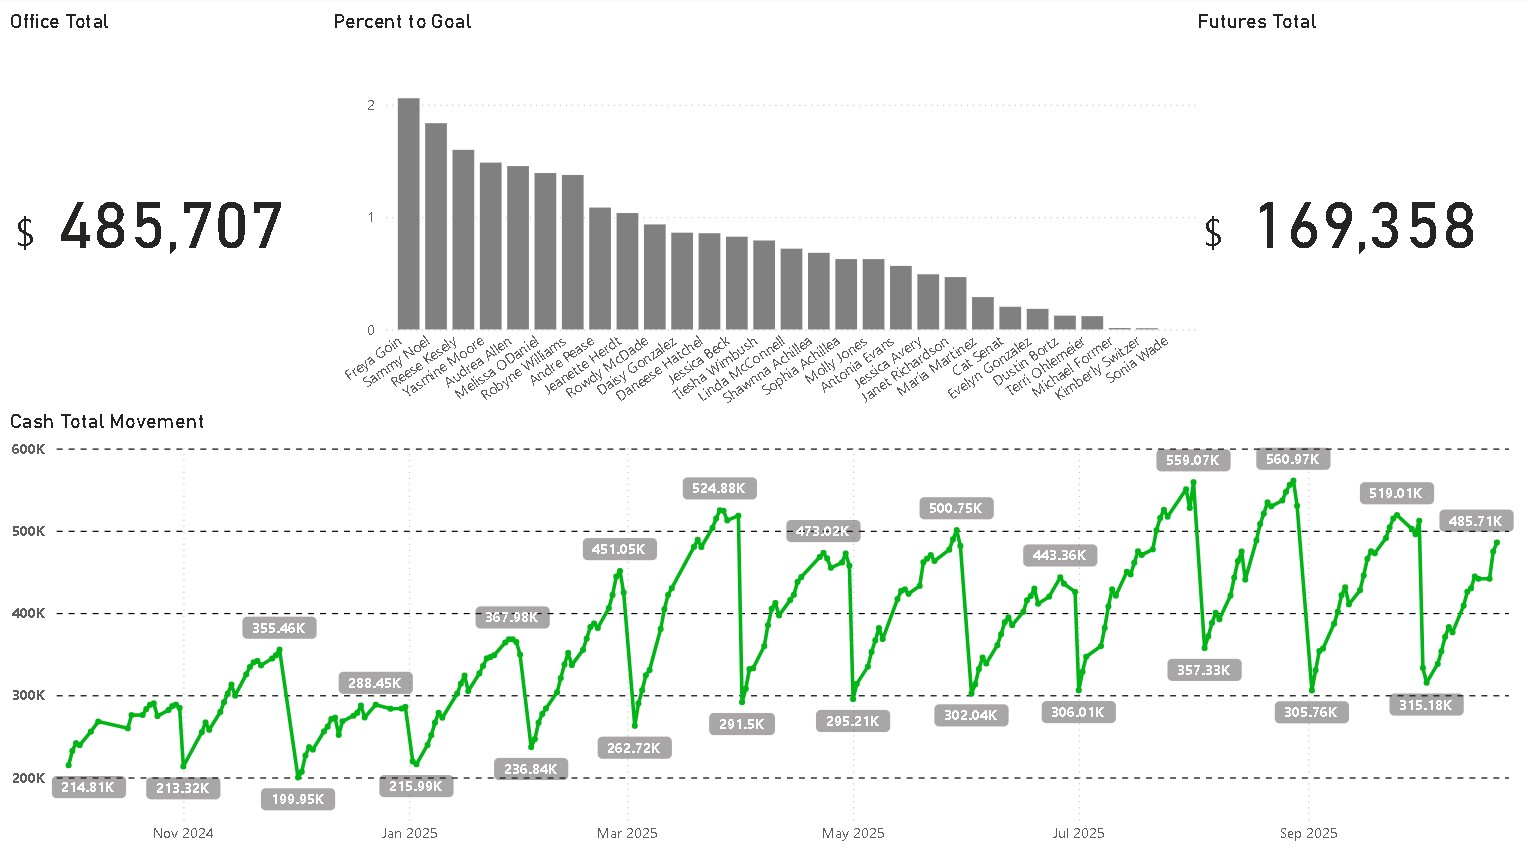 Office Total
Percent to Goal
Futures Total
$ 485,707
2
1
0
Freya Goin
Sammy Noel
Reese Kesely
Yasmine Moore
Audrea Allen
Melissa ODaniel
Robyne Williams
Andre Pease
Jeanette Herdt
Rowdy McDade
Daisy Gonzalez
Daneese Hatchel
Jessica Beck
Tiesha Wimbush
Linda McConnell
Shawnna Achillea
Sophia Achillea
Molly Jones
Antonia Evans
Jessica Avery
Janet Richardson
Maria Martinez
Cat Senat
Evelyn Gonzalez
Dustin Bortz
Terri Ohlemeier
Michael Former
Kimberly Switzer
Sonia Wade
$ 169,358
Cash Total Movement
600K
500K
400K
300K
200K
214.81K
213.32K
355.46K
199.95K
288.45K
215.99K
367.98K
236.84K
451.05K
262.72K
524.88K
291.5K
473.02K
295.21K
500.75K
302.04K
443.36K
306.01K
559.07K
357.33K
560.97K
305.76K
519.01K
315.18K
485.71K
Nov 2024
Jan 2025
Mar 2025
May 2025
Jul 2025
Sep 2025